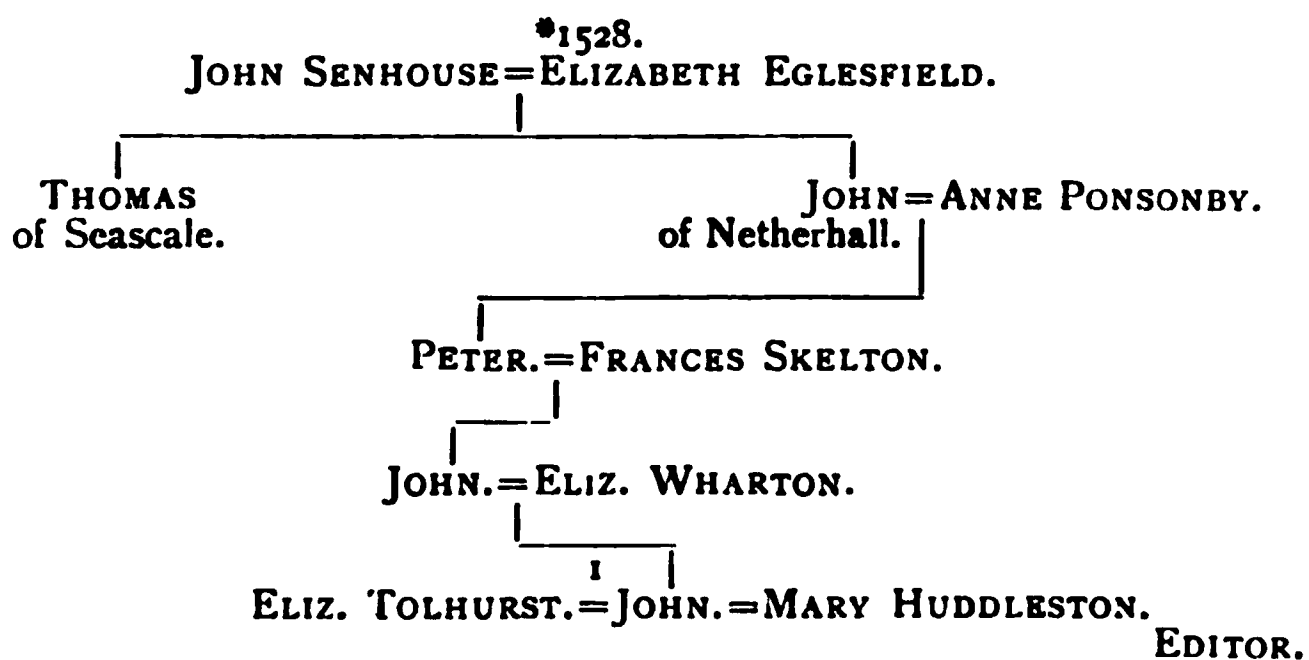 *1528.
JOHN SENHOUSE=ELIZABETH EGLESFIELD.
THOMAS JOHN=ANNE PONSONBY.
of Seascale. of Netherhall.
PETER.=FRANCES SKELTON.
JOHN.=ELIZ. WHARTON.
1
ELIZ. TOLHURST.=JOHN.=MARY HUDDLESTON.
EDITOR.